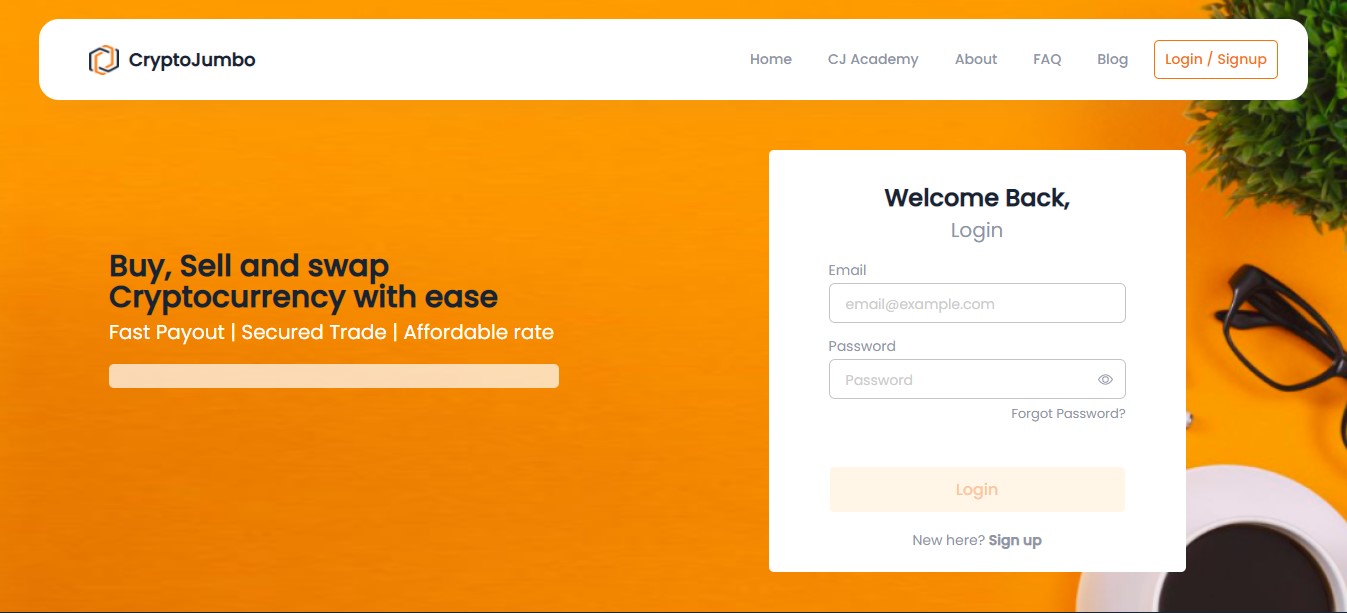 CryptoJumbo
Home
CJ Academy
About
FAQ
Blog
Login / Signup
Buy, Sell and swap
Cryptocurrency with ease
Fast Payout | Secured Trade | Affordable rate
Welcome Back,
Login
Email
email@example.com
Password
Password
Forgot Password?
Login
New here? Sign up